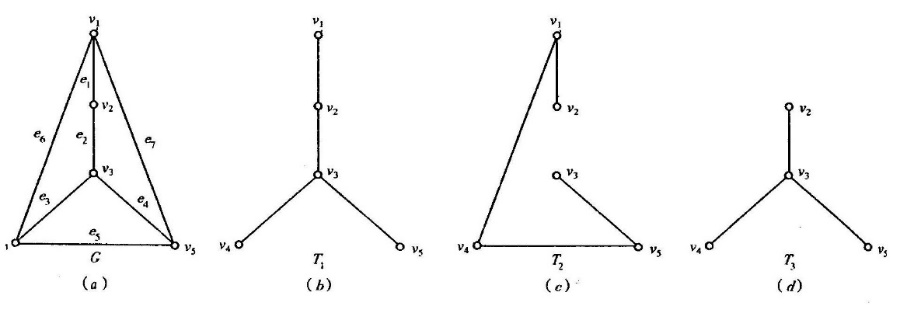 v₁ v₁ v₁
e₁ v₂ v₂ v₂ v₂
e₆ e₂ e₇
v₃ v₃ v₃ v₃
e₃ e₄
e₅ v₅ v₄ v₅ v₄ v₅ v₄ v₅
G T₁ T₂ T₃
(a) (b) (c) (d)